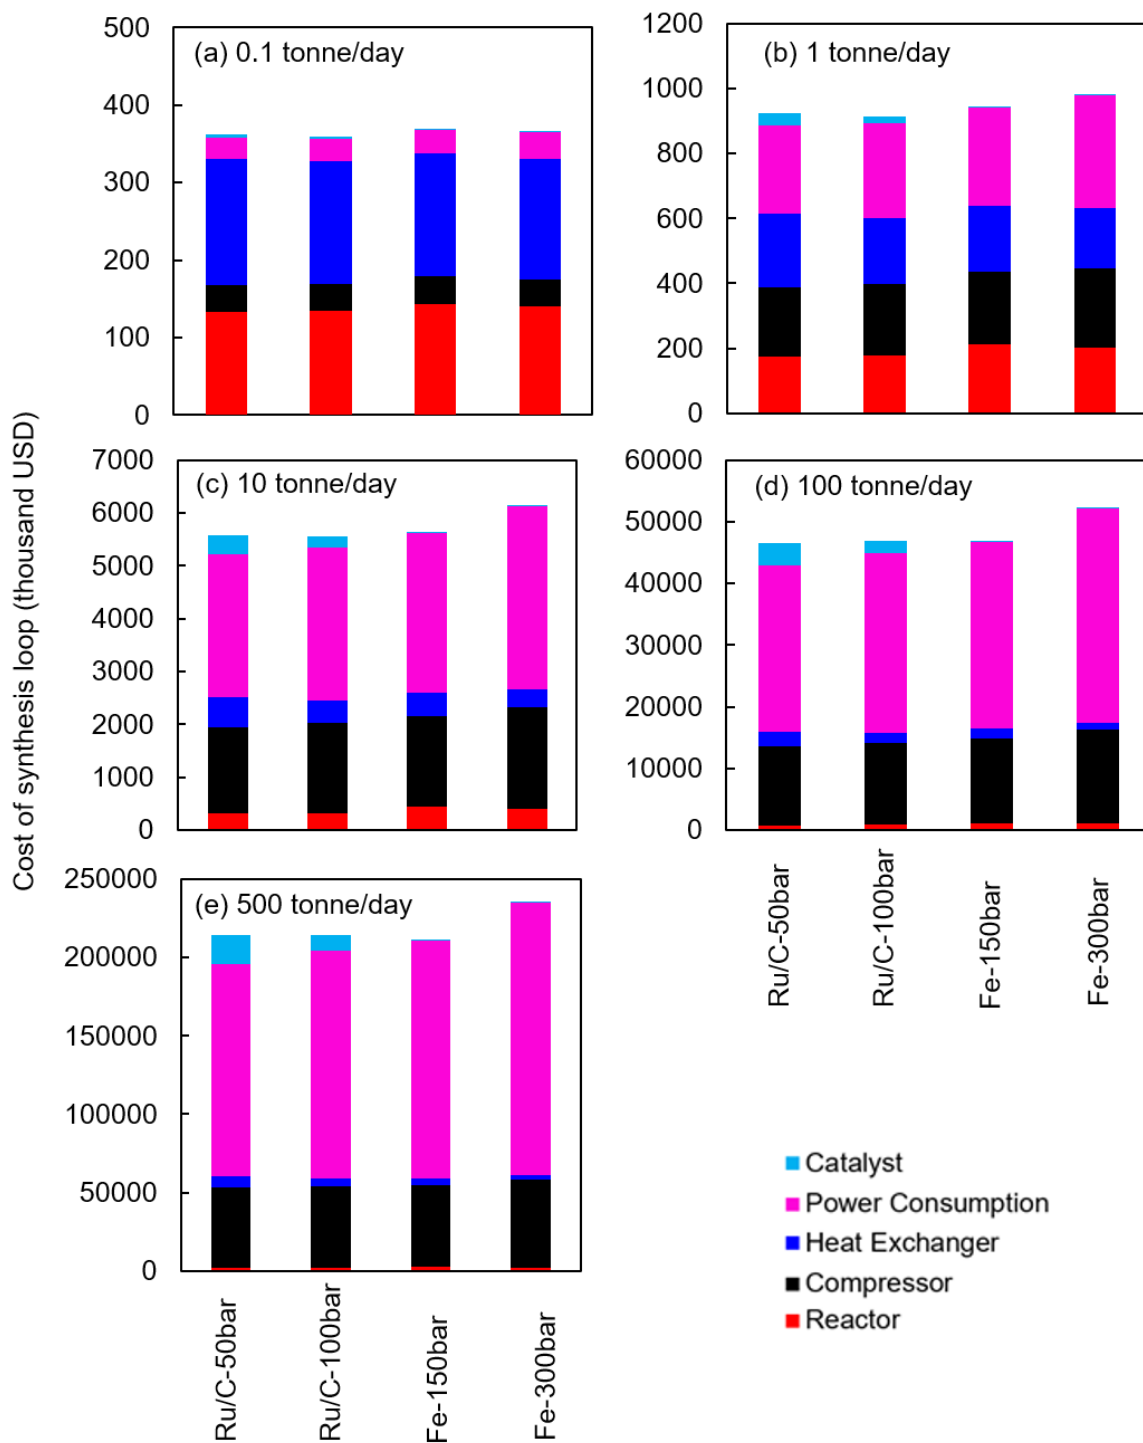 Cost of synthesis loop (thousand USD)
(a) 0.1 tonne/day
500
400
300
200
100
0
(b) 1 tonne/day
1200
1000
800
600
400
200
0
(c) 10 tonne/day
7000
6000
5000
4000
3000
2000
1000
0
(d) 100 tonne/day
60000
50000
40000
30000
20000
10000
0
Ru/C-50bar
Ru/C-100bar
Fe-150bar
Fe-300bar
(e) 500 tonne/day
250000
200000
150000
100000
50000
0
Ru/C-50bar
Ru/C-100bar
Fe-150bar
Fe-300bar
Catalyst
Power Consumption
Heat Exchanger
Compressor
Reactor